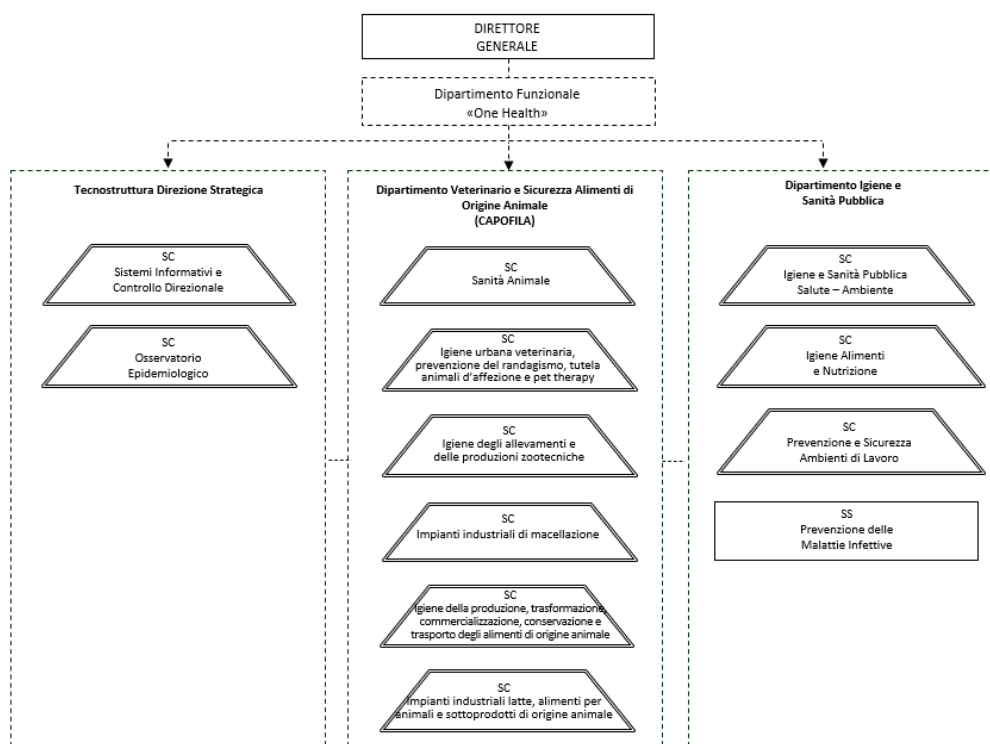 DIRETTORE
GENERALE
Dipartimento Funzionale
«One Health»
Tecnostruttura Direzione Strategica
SC
Sistemi Informativi e
Controllo Direzionale
SC
Osservatorio
Epidemiologico
Dipartimento Veterinario e Sicurezza Alimenti di
Origine Animale
(CAPOFILA)
SC
Sanità Animale
SC
Igiene urbana veterinaria,
prevenzione del randagismo, tutela
animali d'affezione e pet therapy
SC
Igiene degli allevamenti e
delle produzioni zootecniche
SC
Impianti industriali di macellazione
SC
Igiene della produzione, trasformazione,
commercializzazione, conservazione e
trasporto degli alimenti di origine animale
SC
Impianti industriali latte, alimenti per
animali e sottoprodotti di origine animale
Dipartimento Igiene e
Sanità Pubblica
SC
Igiene e Sanità Pubblica
Salute – Ambiente
SC
Igiene Alimenti
e Nutrizione
SC
Prevenzione e Sicurezza
Ambienti di Lavoro
SS
Prevenzione delle
Malattie Infettive